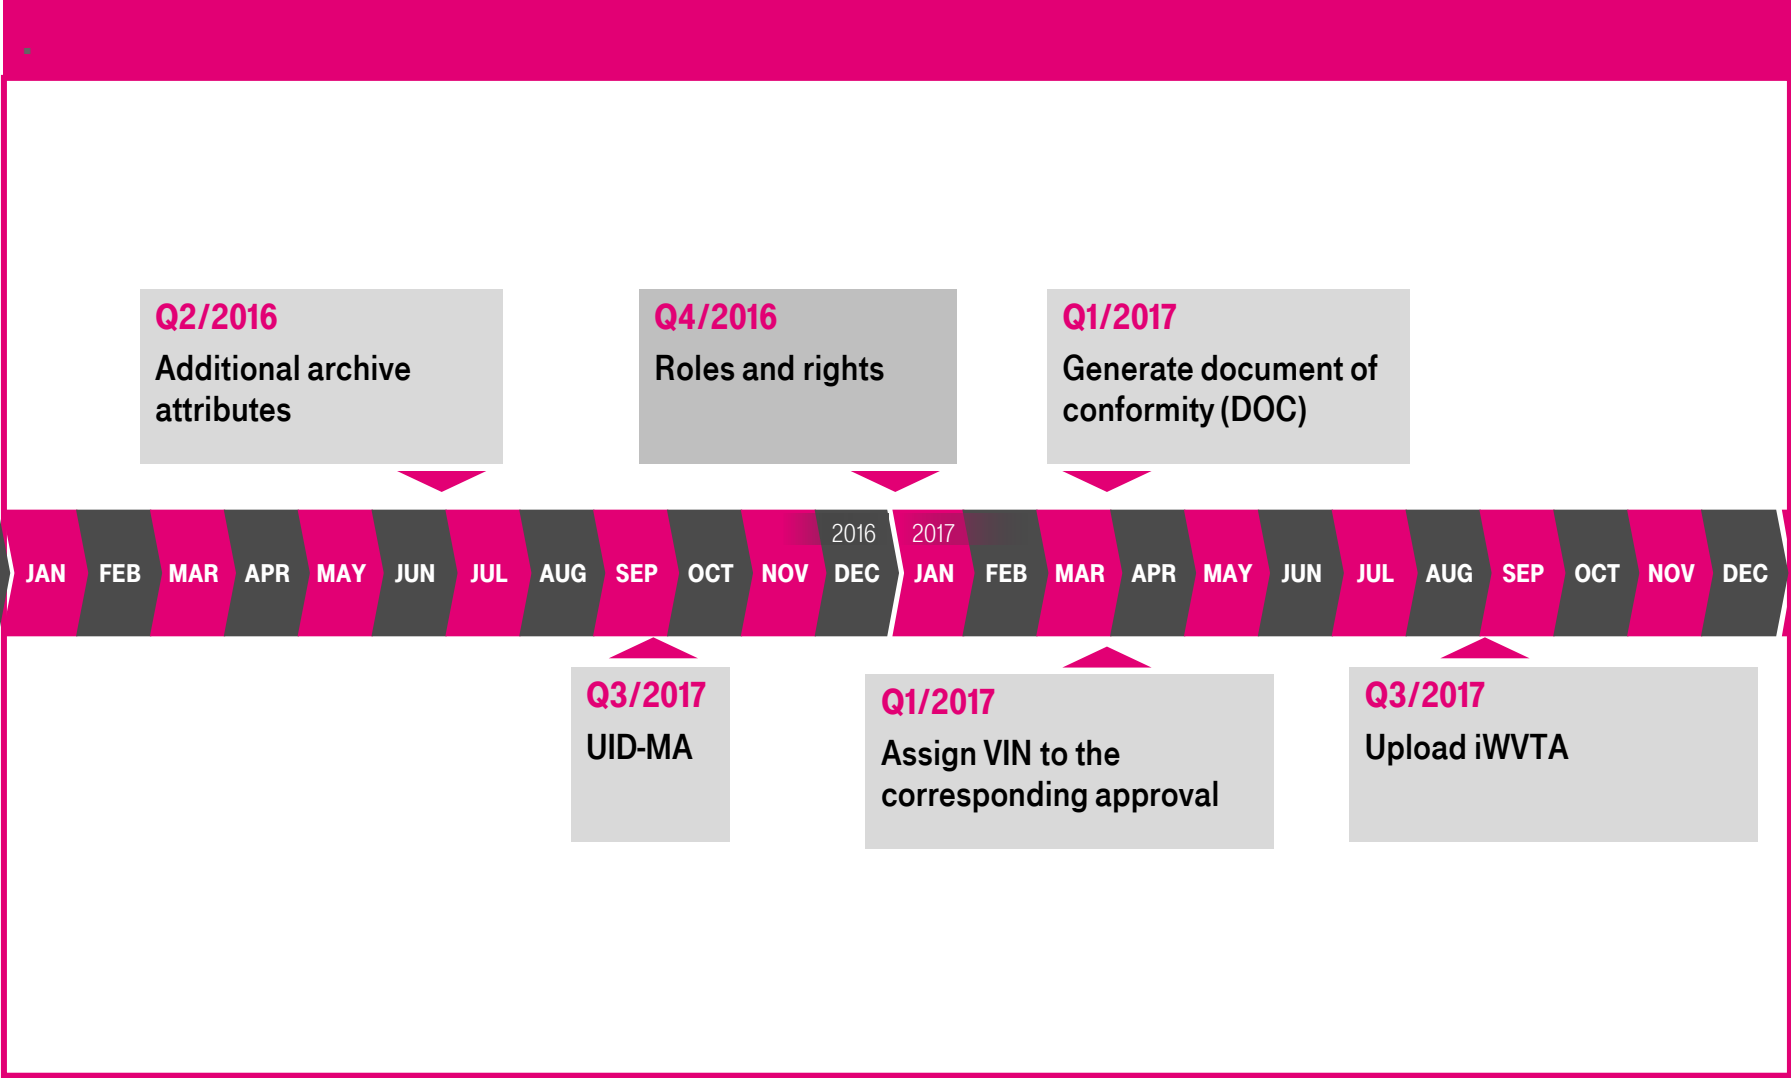 Q2/2016
Additional archive
attributes
Q4/2016
Roles and rights
Q1/2017
Generate document of
conformity (DOC)
2016 2017
JAN FEB MAR APR MAY JUN JUL AUG SEP OCT NOV DEC JAN FEB MAR APR MAY JUN JUL AUG SEP OCT NOV DEC
Q3/2017
UID-MA
Q1/2017
Assign VIN to the
corresponding approval
Q3/2017
Upload iWVTA